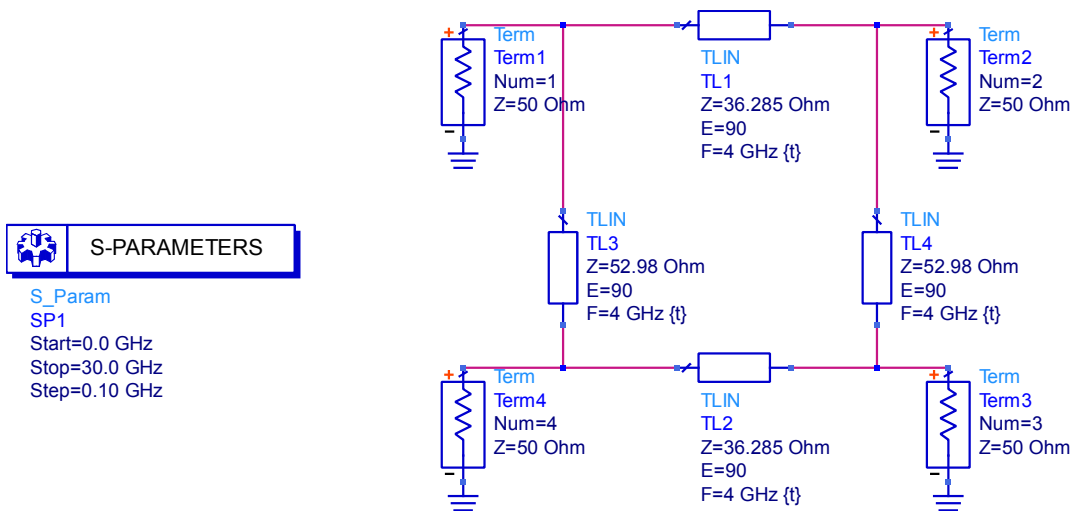 + Term
Term1
Num=1
Z=50 Ohm
-
TLIN
TL1
Z=36.285 Ohm
E=90
F=4 GHz {t}
+ Term
Term2
Num=2
Z=50 Ohm
-
TLIN
TL3
Z=52.98 Ohm
E=90
F=4 GHz {t}
TLIN
TL4
Z=52.98 Ohm
E=90
F=4 GHz {t}
S-PARAMETERS
S_Param
SP1
Start=0.0 GHz
Stop=30.0 GHz
Step=0.10 GHz
+ Term
Term4
Num=4
Z=50 Ohm
-
TLIN
TL2
Z=36.285 Ohm
E=90
F=4 GHz {t}
+ Term
Term3
Num=3
Z=50 Ohm
-